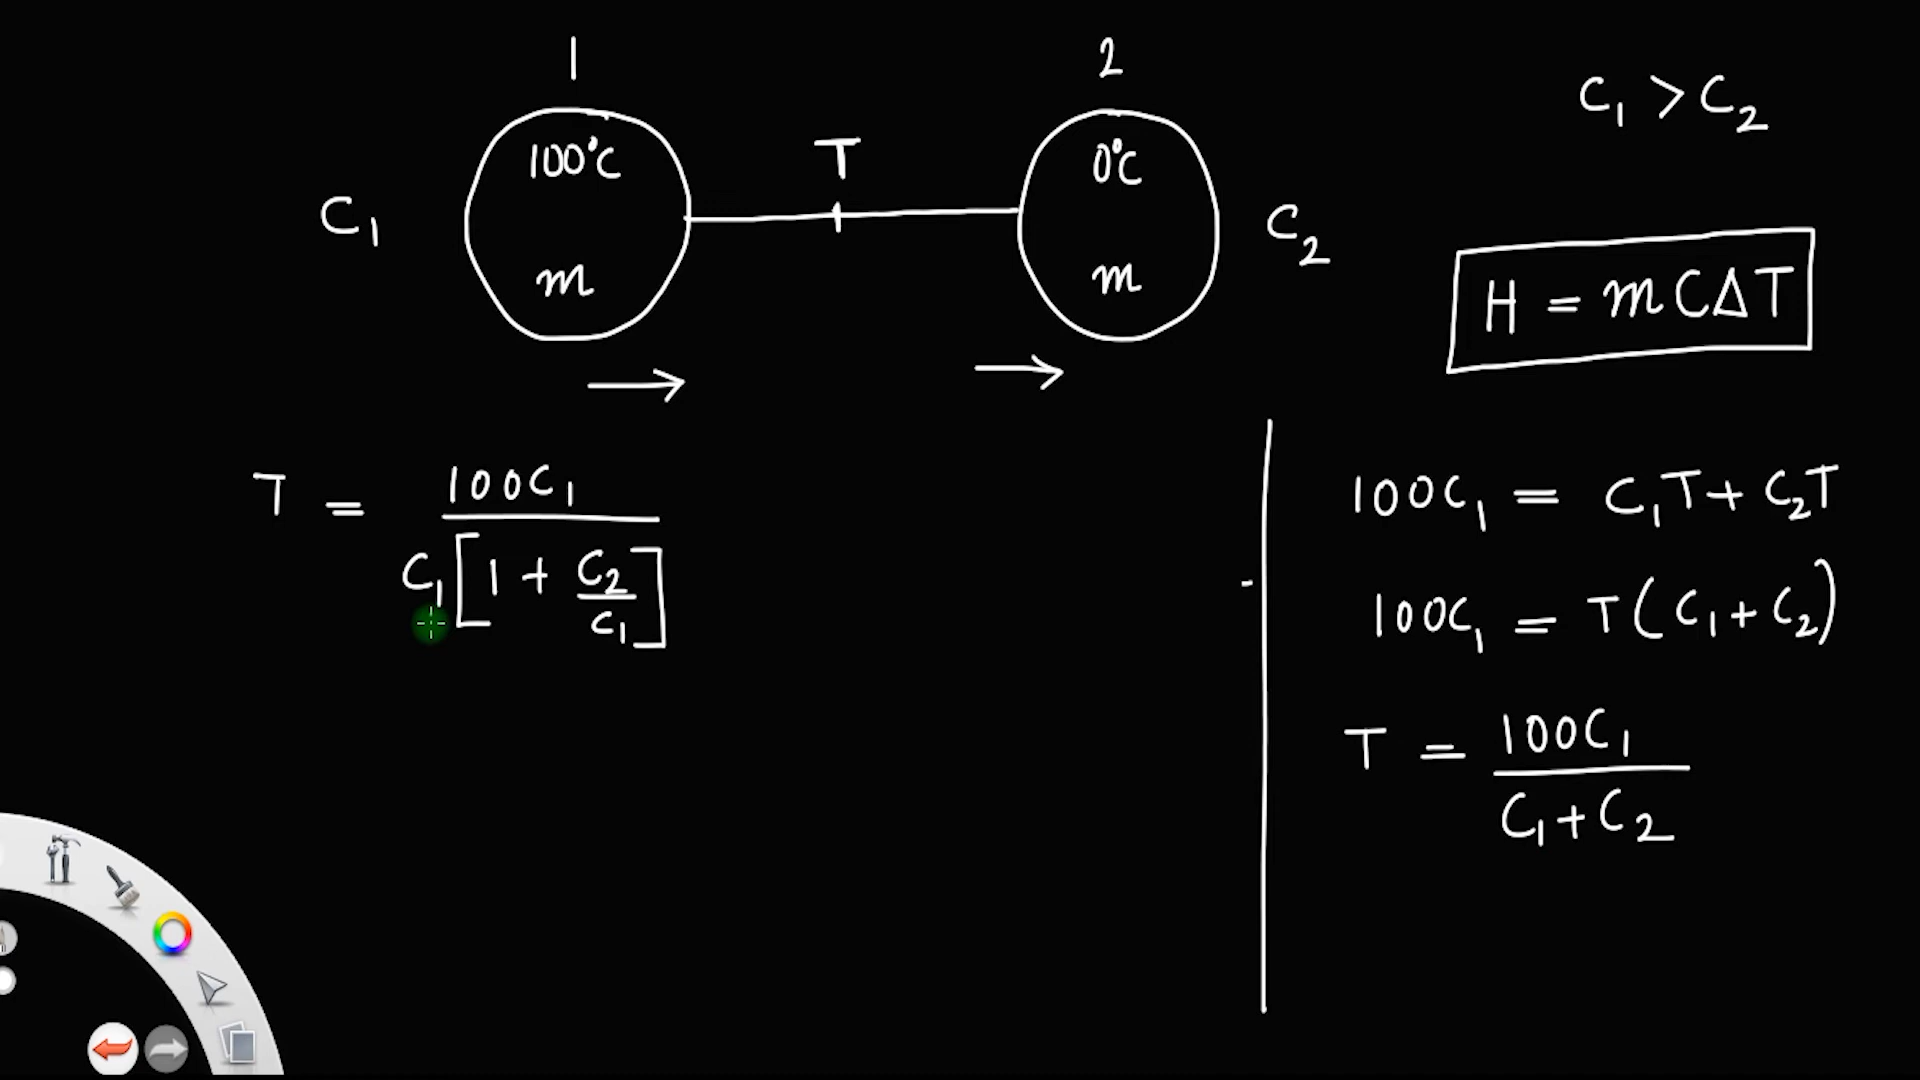 1
2
C₁ > C₂
100°C
T
0°C
C₁
C₂
m
m
H = mCΔT
T = 100C₁ / C₁[1 + C₂/C₁]
100C₁ = C₁T + C₂T
100C₁ = T(C₁ + C₂)
T = 100C₁ / C₁ + C₂